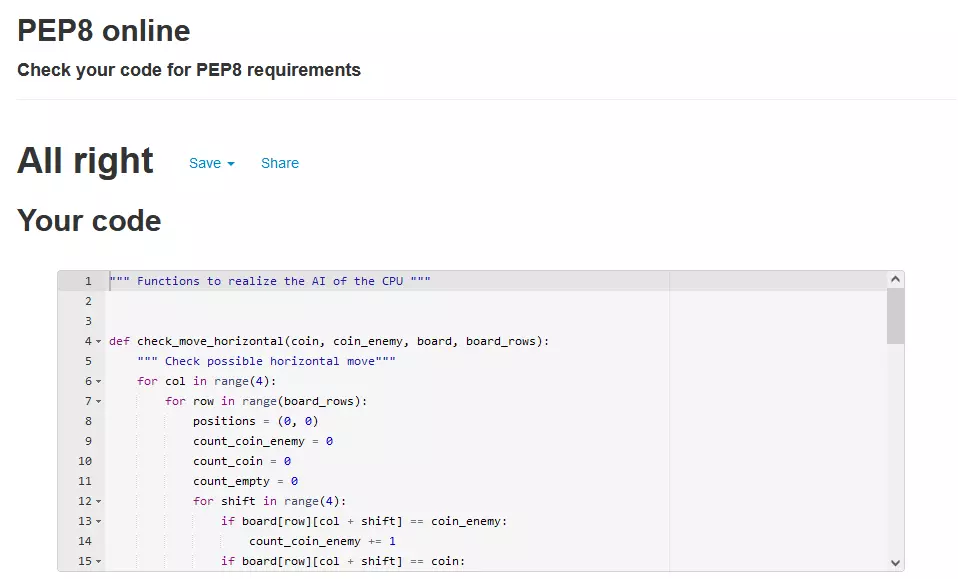 PEP8 online
Check your code for PEP8 requirements
All right Save Share
Your code
1 """ Functions to realize the AI of the CPU """
2
3
4 def check_move_horizontal(coin, coin_enemy, board, board_rows):
5     """ Check possible horizontal move"""
6     for col in range(4):
7         for row in range(board_rows):
8             positions = (0, 0)
9             count_coin_enemy = 0
10             count_coin = 0
11             count_empty = 0
12             for shift in range(4):
13                 if board[row][col + shift] == coin_enemy:
14                     count_coin_enemy += 1
15                 if board[row][col + shift] == coin: